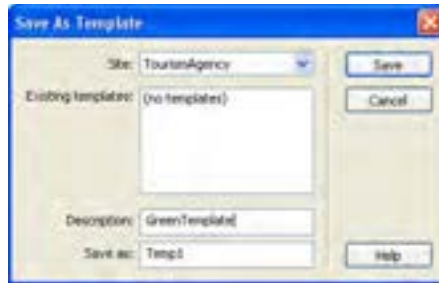 Save As Template
Site: TourismAgency
Save
Existing templates: (no templates)
Cancel
Description: GreenTemplate
Save as: Temp1
Help